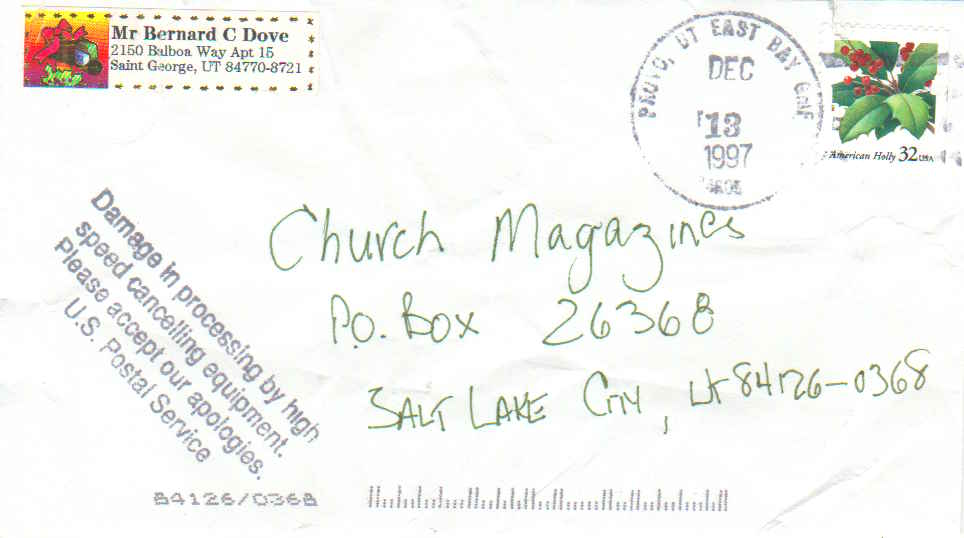 Mr Bernard C Dove
2150 Balboa Way Apt 15
Saint George, UT 84770-8721
PROVO, UT EAST BAY GMF
DEC
13
1997
American Holly 32 USA
Church Magazines
P.O. Box 26368
SALT LAKE CITY, UT 84126-0368
Damage in processing by high
speed cancelling equipment.
Please accept our apologies.
U.S. Postal Service
84126/0368